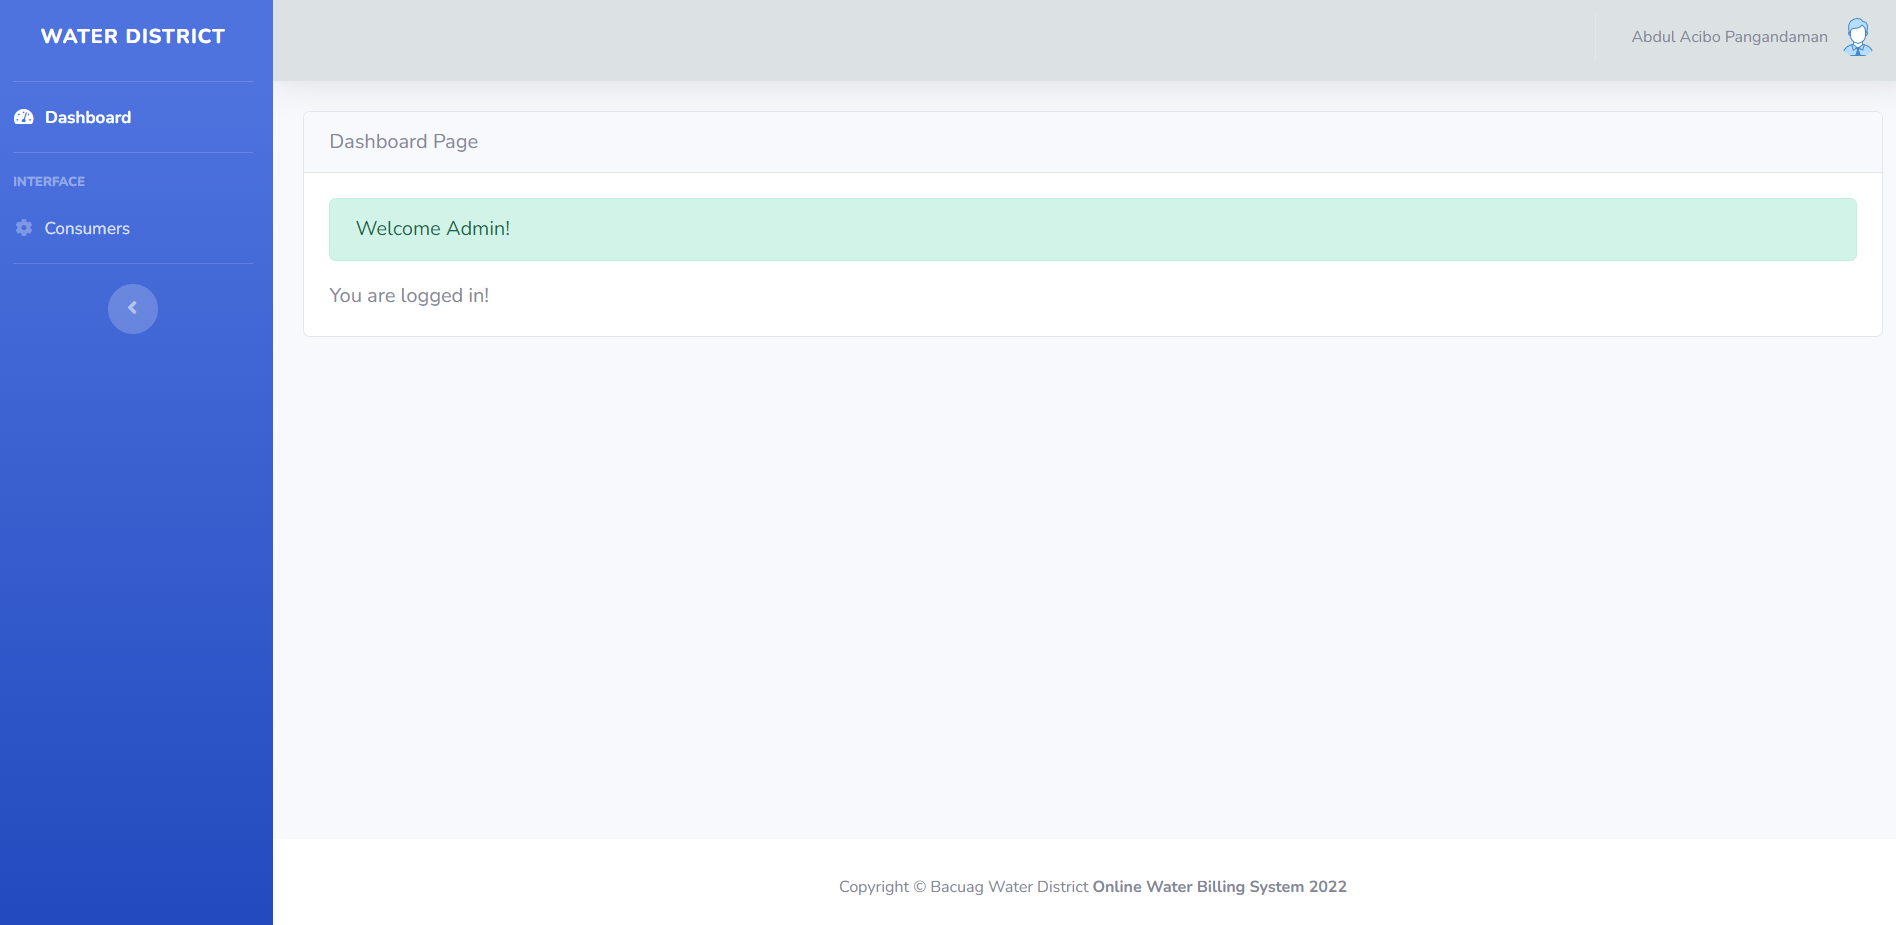 WATER DISTRICT
Dashboard
INTERFACE
Consumers
Abdul Acibo Pangandaman
Dashboard Page
Welcome Admin!
You are logged in!
Copyright © Bacuag Water District Online Water Billing System 2022